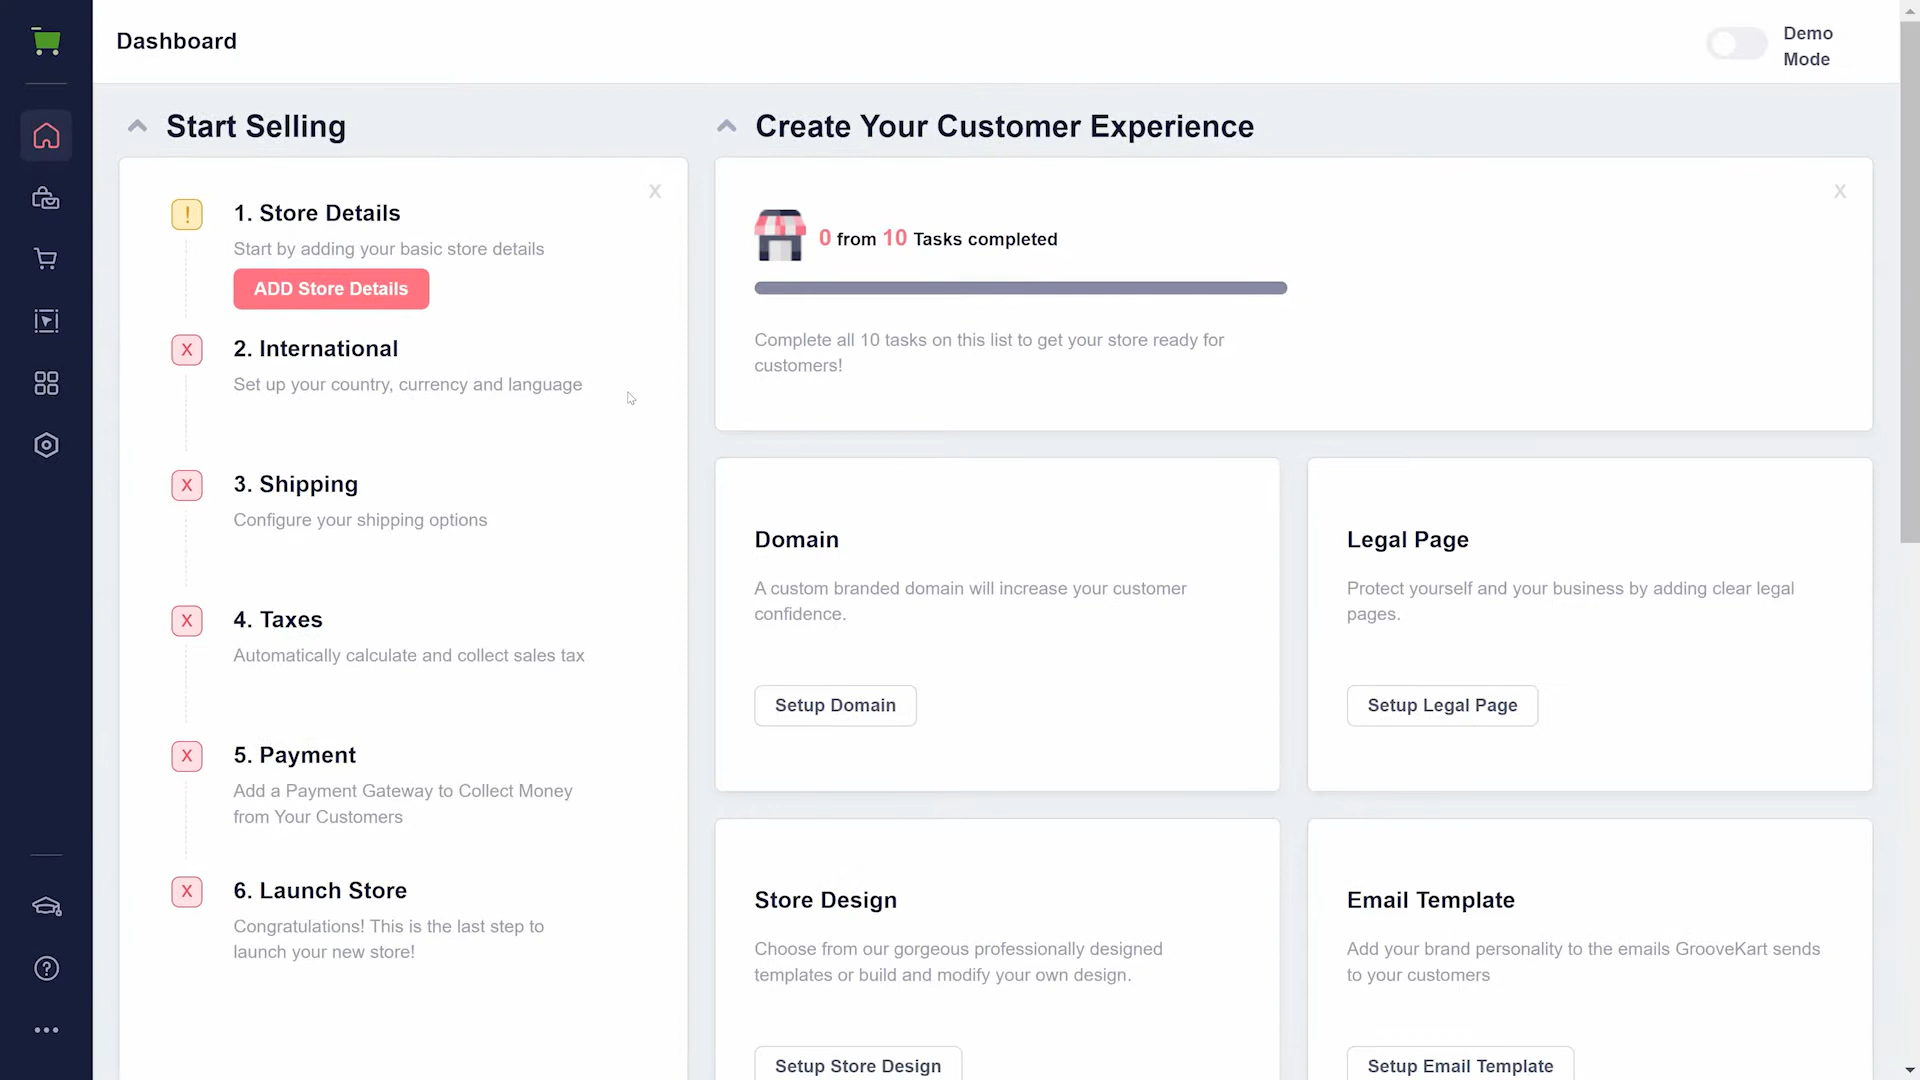 Dashboard
Demo
Mode
Start Selling
X
! 1. Store Details
Start by adding your basic store details
ADD Store Details
X 2. International
Set up your country, currency and language
X 3. Shipping
Configure your shipping options
X 4. Taxes
Automatically calculate and collect sales tax
X 5. Payment
Add a Payment Gateway to Collect Money
from Your Customers
X 6. Launch Store
Congratulations! This is the last step to
launch your new store!
Create Your Customer Experience
X
0 from 10 Tasks completed
Complete all 10 tasks on this list to get your store ready for
customers!
Domain
A custom branded domain will increase your customer
confidence.
Setup Domain
Legal Page
Protect yourself and your business by adding clear legal
pages.
Setup Legal Page
Store Design
Choose from our gorgeous professionally designed
templates or build and modify your own design.
Setup Store Design
Email Template
Add your brand personality to the emails GrooveKart sends
to your customers
Setup Email Template